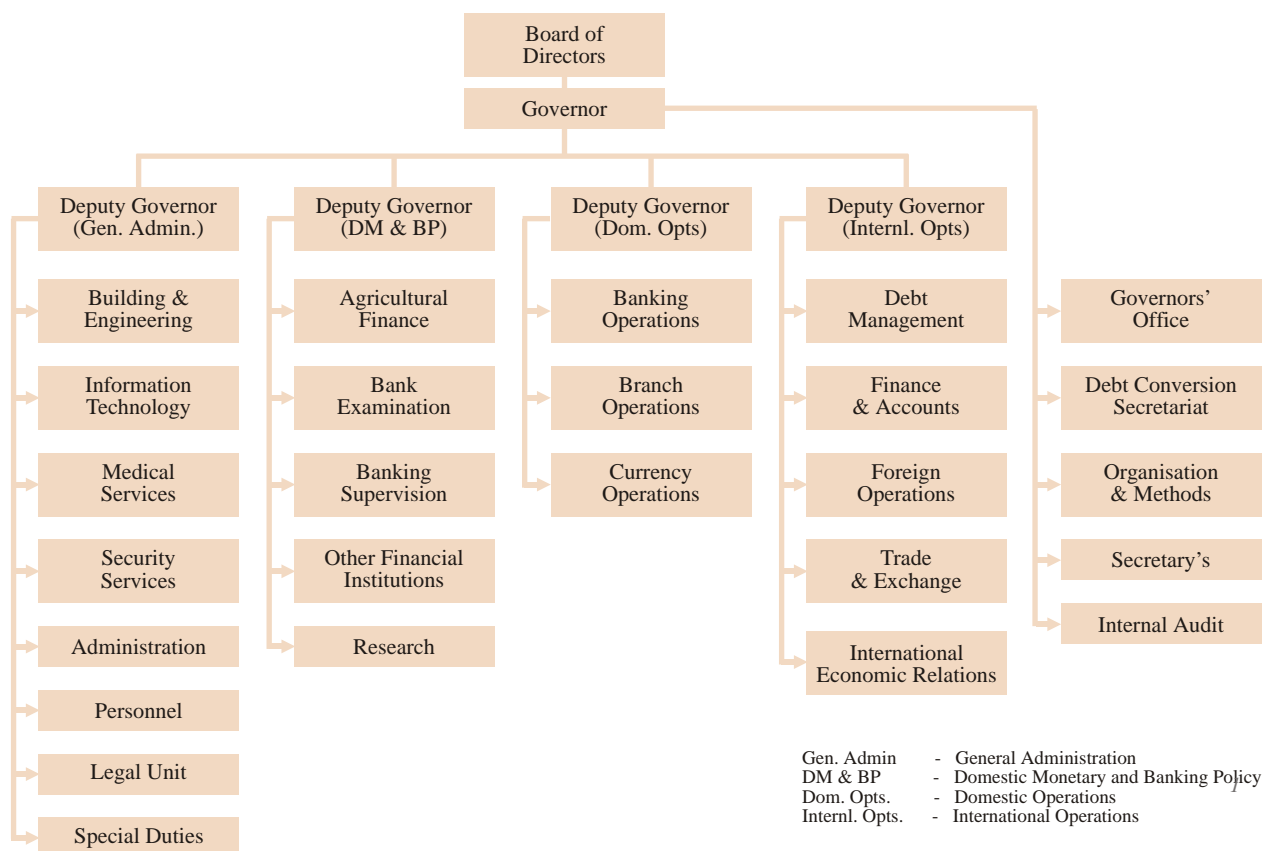 Board of
Directors
Governor
Deputy Governor
(Gen. Admin.)
Building &
Engineering
Information
Technology
Medical
Services
Security
Services
Administration
Personnel
Legal Unit
Special Duties
Deputy Governor
(DM & BP)
Agricultural
Finance
Bank
Examination
Banking
Supervision
Other Financial
Institutions
Research
Deputy Governor
(Dom. Opts)
Banking
Operations
Branch
Operations
Currency
Operations
Deputy Governor
(Internl. Opts)
Debt
Management
Finance
& Accounts
Foreign
Operations
Trade
& Exchange
International
Economic Relations
Governors’
Office
Debt Conversion
Secretariat
Organisation
& Methods
Secretary's
Internal Audit
Gen. Admin - General Administration
DM & BP - Domestic Monetary and Banking Policy
Dom. Opts. - Domestic Operations
Internl. Opts. - International Operations
1